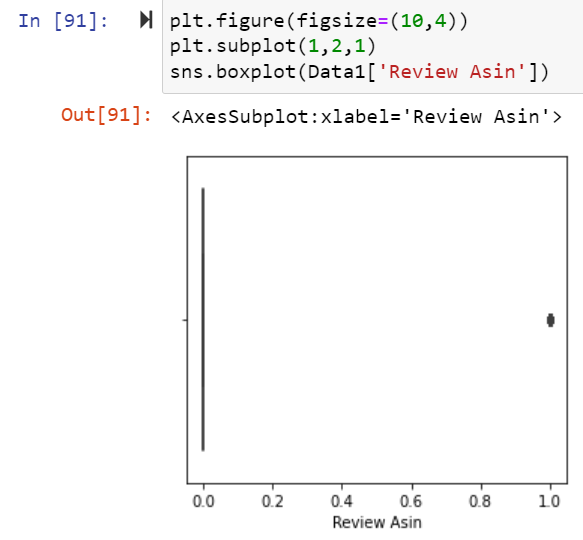 In [91]: plt.figure(figsize=(10,4))
plt.subplot(1,2,1)
sns.boxplot(Data1['Review Asin'])
Out[91]: <AxesSubplot:xlabel='Review Asin'>
0.0 0.2 0.4 0.6 0.8 1.0
Review Asin